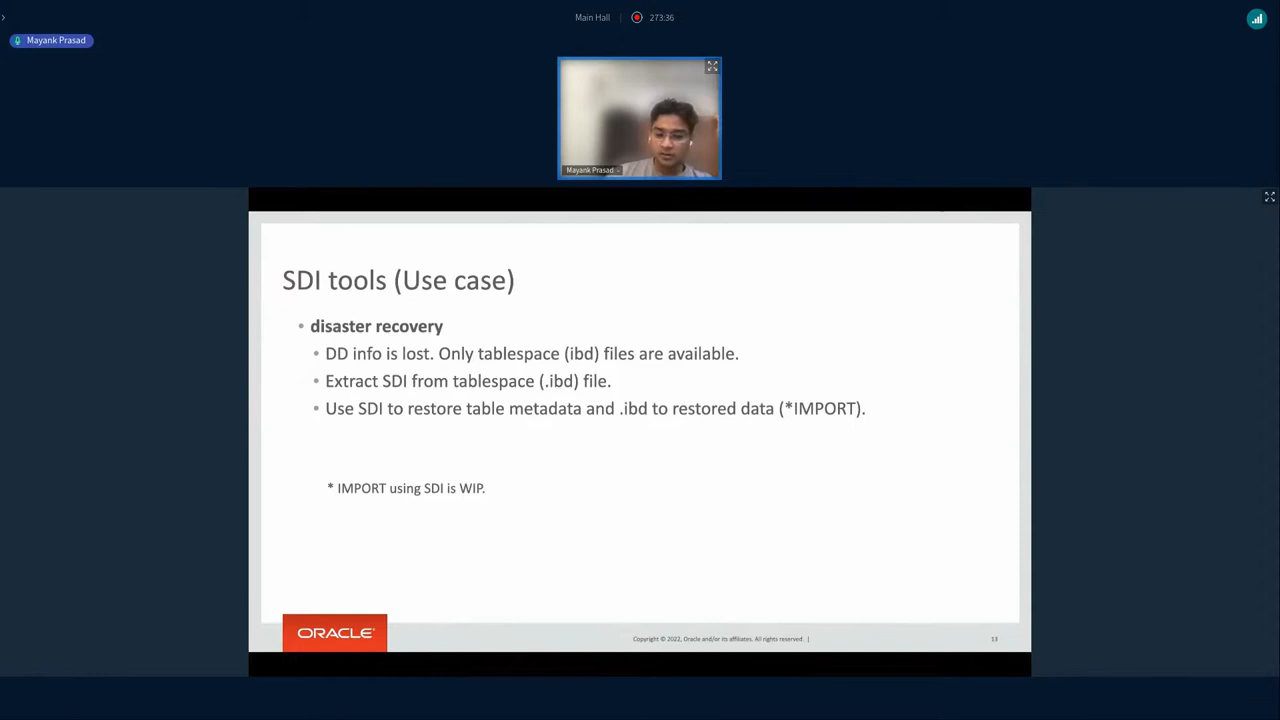 Main Hall
273:36
Mayank Prasad
Mayank Prasad
SDI tools (Use case)
• disaster recovery
• DD info is lost. Only tablespace (ibd) files are available.
• Extract SDI from tablespace (.ibd) file.
• Use SDI to restore table metadata and .ibd to restored data (*IMPORT).
* IMPORT using SDI is WIP.
ORACLE®
Copyright © 2022, Oracle and/or its affiliates. All rights reserved. |
13